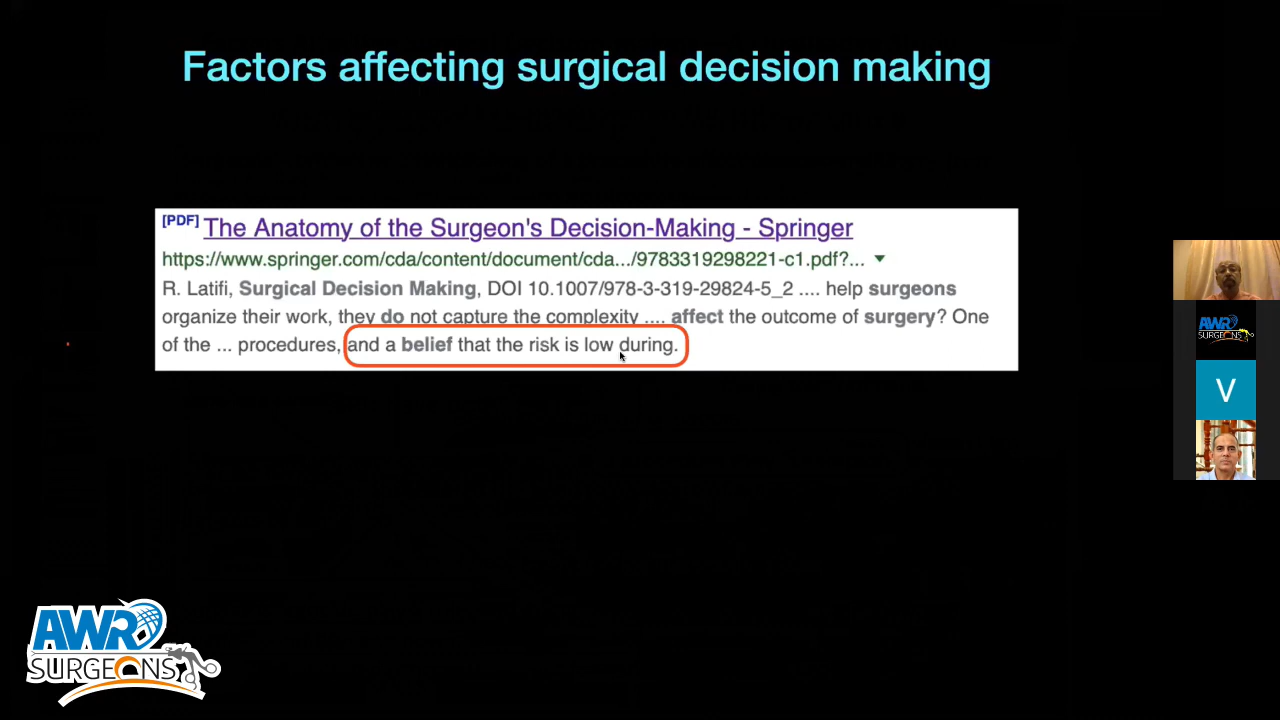 Factors affecting surgical decision making
[PDF] The Anatomy of the Surgeon's Decision-Making - Springer
https://www.springer.com/cda/content/document/cda.../9783319298221-c1.pdf?...
R. Latifi, Surgical Decision Making, DOI 10.1007/978-3-319-29824-5_2 .... help surgeons
organize their work, they do not capture the complexity .... affect the outcome of surgery? One
of the ... procedures, and a belief that the risk is low during.
AWR
SURGEONS
V
AWR
SURGEONS